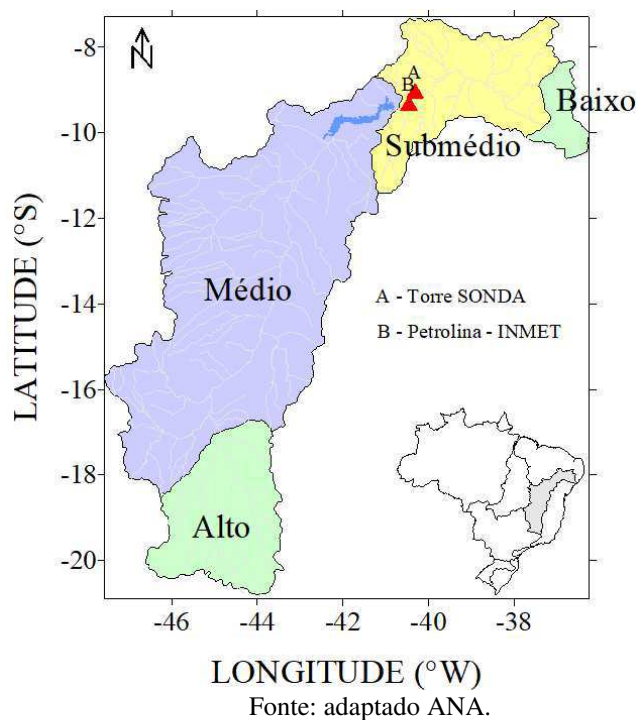 -8
N
A
B
Baixo
-10
Submédio
-12
LATITUDE (°S)
Médio
A - Torre SONDA
-14
B - Petrolina - INMET
-16
-18
Alto
-20
-46
-44
-42
-40
-38
LONGITUDE (°W)
Fonte: adaptado ANA.